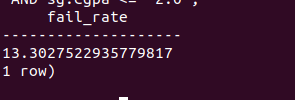 AND sg.cgpa <= '2.0';
fail_rate
--------------------
13.3027522935779817
1 row)